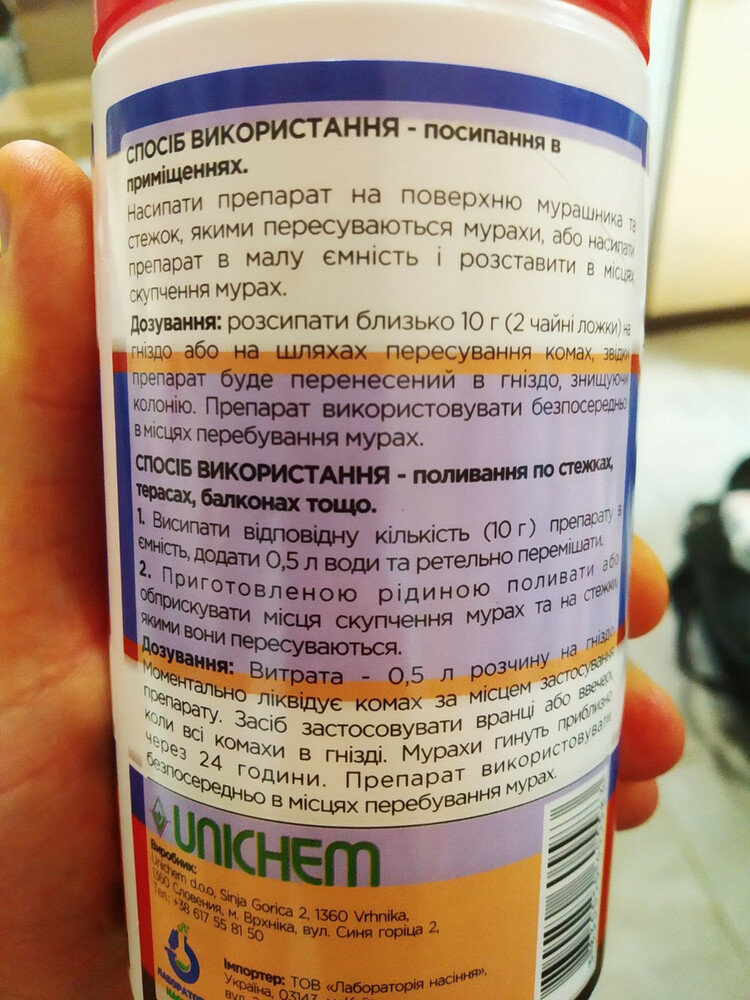 СПОСІБ ВИКОРИСТАННЯ - посипання в
приміщеннях.
Насипати препарат на поверхню мурашника та
стежок, якими пересуваються мурахи, або насипати
препарат в малу ємність і розставити в місцях
скупчення мурах.
Дозування: розсипати близько 10 г (2 чайні ложки) на
гніздо або на шляхах пересування комах, звідки
препарат буде перенесений в гніздо, знищуючи
колонію. Препарат використовувати безпосередньо
в місцях перебування мурах.
СПОСІБ ВИКОРИСТАННЯ - поливання по стежках,
терасах, балконах тощо.
1. Висипати відповідну кількість (10 г) препарату в
ємність, додати 0,5 л води та ретельно перемішати.
2. Приготовленою рідиною поливати або
обприскувати місця скупчення мурах та на стежки,
якими вони пересуваються.
Дозування: Витрата - 0,5 л розчину на гніздо.
Моментально ліквідує комах за місцем застосування
препарату. Засіб застосовувати вранці або ввечері,
коли всі комахи в гнізді. Мурахи гинуть приблизно
через 24 години. Препарат використовувати
безпосередньо в місцях перебування мурах.
UNICHEM
Виробник:
Unichem d.o.o, Sinja Gorica 2, 1360 Vrhnika,
1360 Словенія, м. Врхніка, вул. Синя горіца 2,
Тел.: +38 617 55 81 50
Імпортер: ТОВ «Лабораторія насіння»,
Україна, 03143, м.